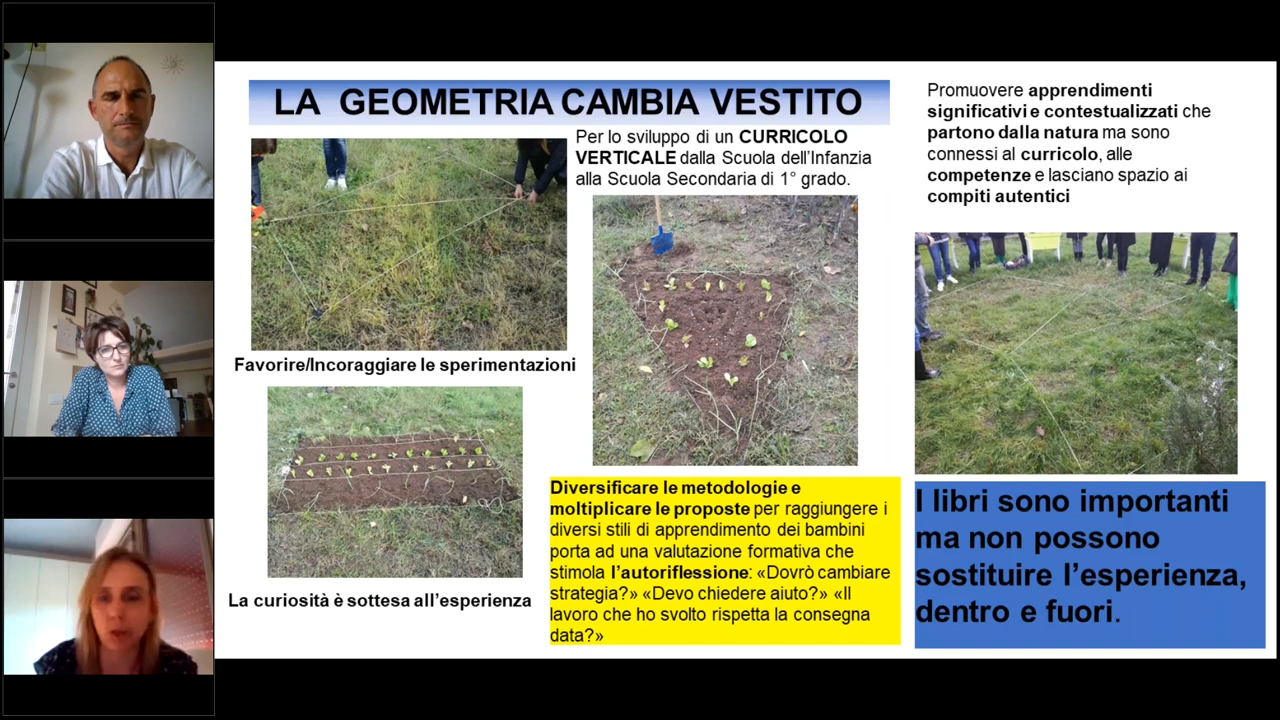 LA GEOMETRIA CAMBIA VESTITO
Per lo sviluppo di un CURRICOLO
VERTICALE dalla Scuola dell'Infanzia
alla Scuola Secondaria di 1° grado.
Favorire/Incoraggiare le sperimentazioni
La curiosità è sottesa all'esperienza
Diversificare le metodologie e
moltiplicare le proposte per raggiungere i
diversi stili di apprendimento dei bambini
porta ad una valutazione formativa che
stimola l'autoriflessione: «Dovrò cambiare
strategia?» «Devo chiedere aiuto?» «Il
lavoro che ho svolto rispetta la consegna
data?»
Promuovere apprendimenti
significativi e contestualizzati che
partono dalla natura ma sono
connessi al curricolo, alle
competenze e lasciano spazio ai
compiti autentici
I libri sono importanti
ma non possono
sostituire l'esperienza,
dentro e fuori.